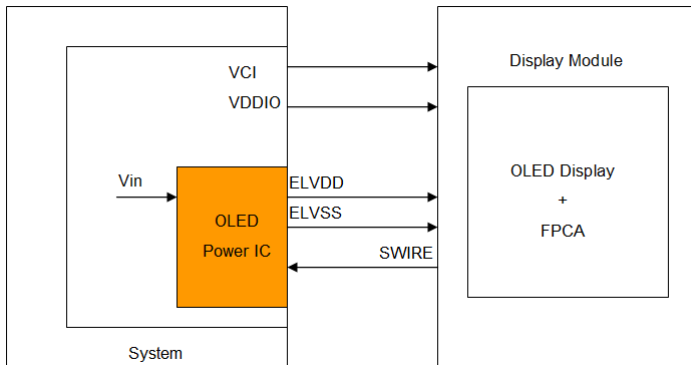 VCI
VDDIO
Vin
OLED
Power IC
ELVDD
ELVSS
SWIRE
System
Display Module
OLED Display
+
FPCA